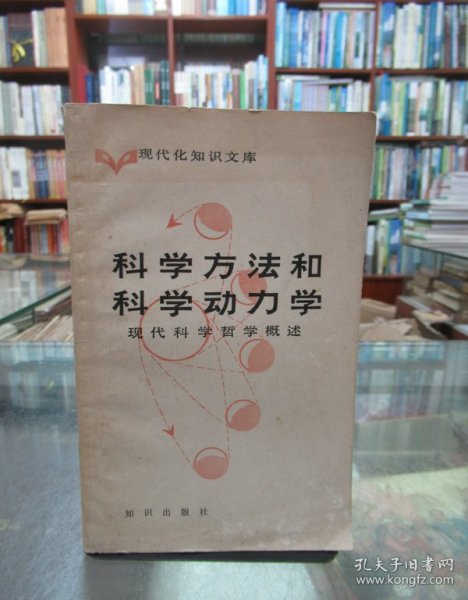 现代化知识文库
科学方法和
科学动力学
现代科学哲学概述
知识出版社
孔夫子旧书网
www.kongfz.com